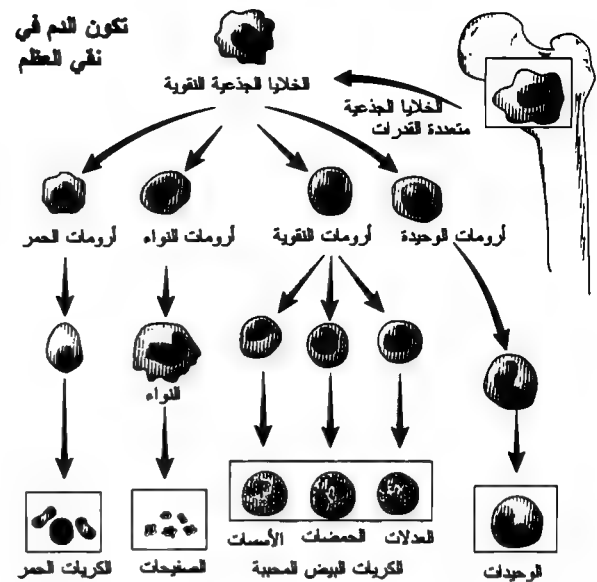 تكون الدم في
نقي العظم
الخلايا الجذعية النقوية
الخلايا الجذعية
متعددة القدرات
أرومات الحمر
أرومات النواء
أرومات النقوية
أرومات الوحيدة
النواء
الأسسات
الحمضات
العدلات
الكريات الحمر
الصفيحات
الكريات البيض المحببة
الوحيدات